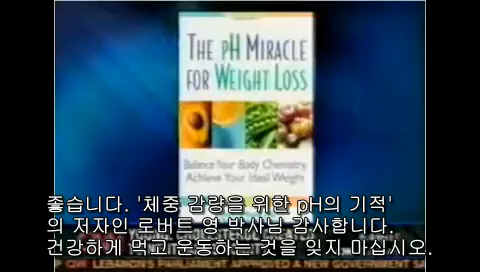 THE pH MIRACLE
FOR WEIGHT LOSS
Balance Your Body Chemistry,
Achieve Your Ideal Weight
좋습니다. '체중 감량을 위한 pH의 기적'
의 저자인 로버트 영 박사님 감사합니다.
건강하게 먹고 운동하는 것을 잊지 마십시오.
LEBANON'S PARLIAMENT APPROVED A NEW GOVERNMENT